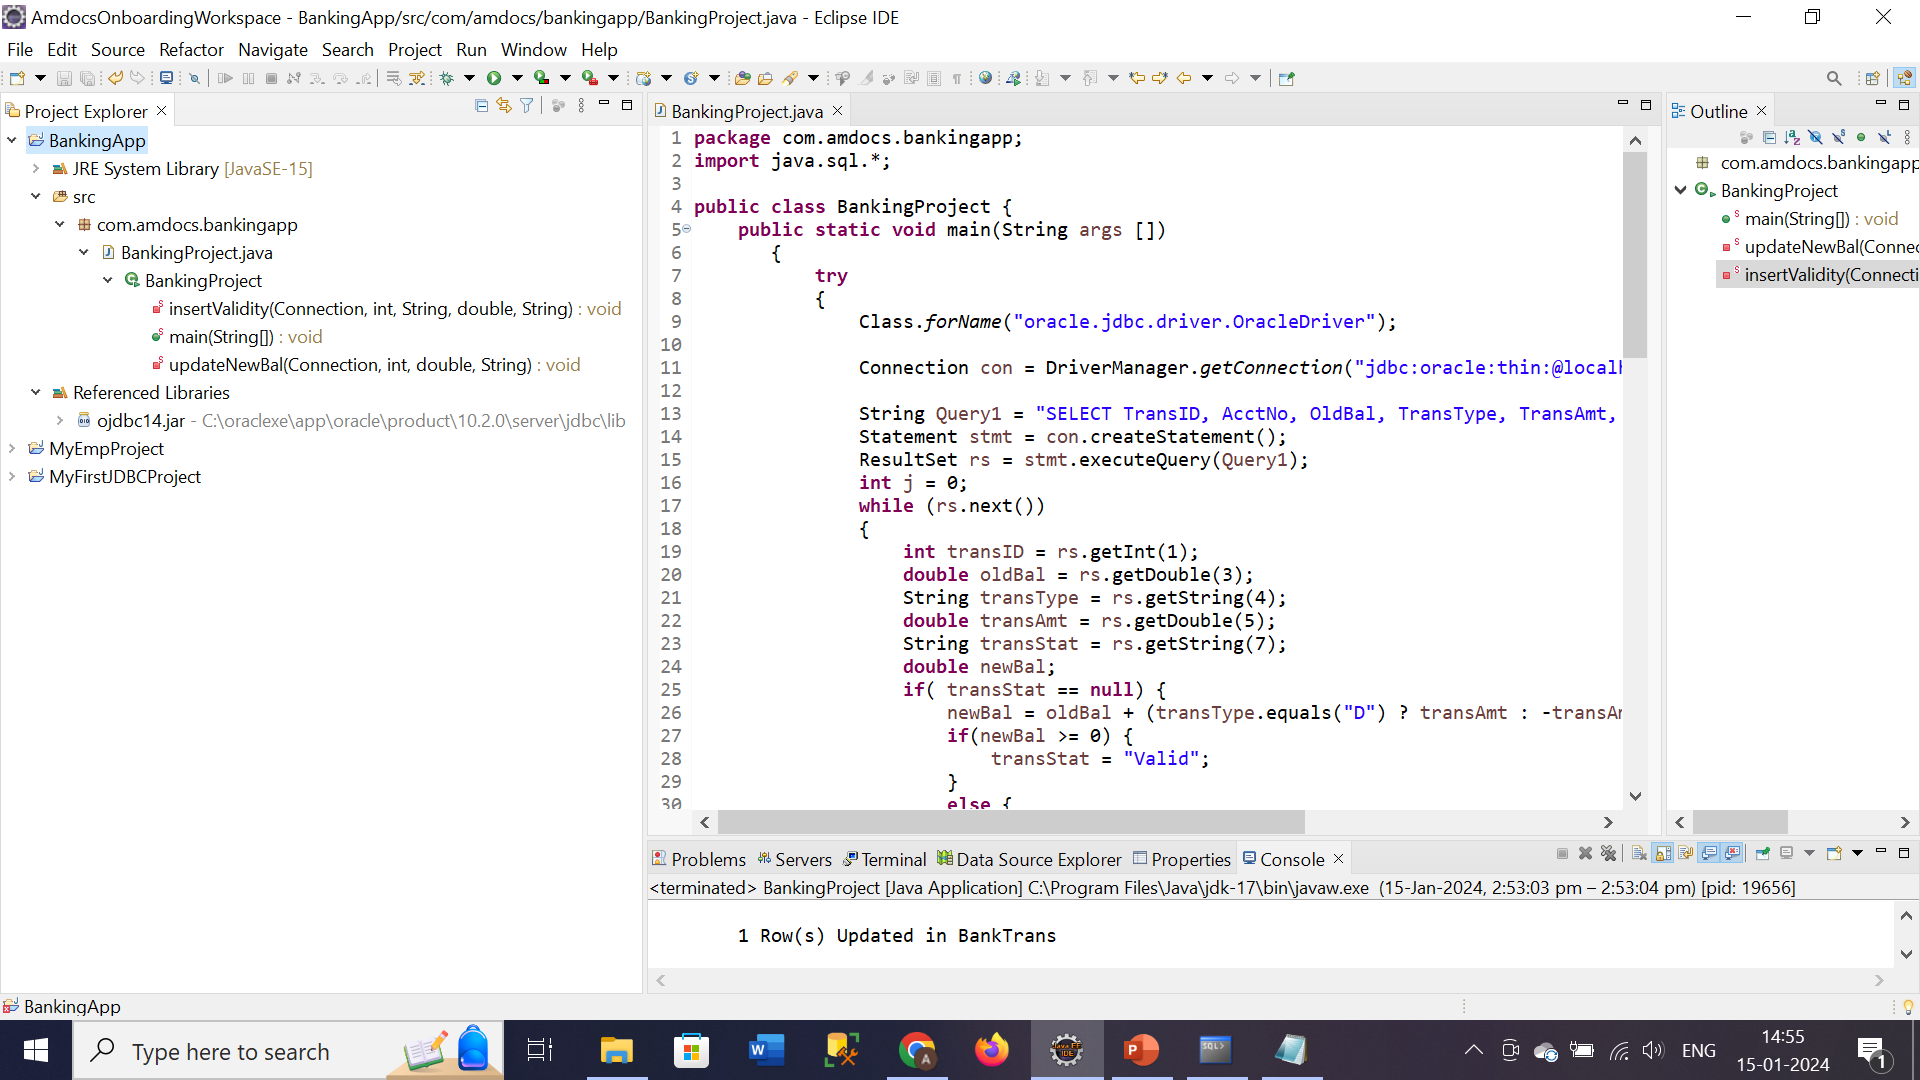 AmdocsOnboardingWorkspace - BankingApp/src/com/amdocs/bankingapp/BankingProject.java - Eclipse IDE
File Edit Source Refactor Navigate Search Project Run Window Help
Project Explorer
BankingApp
JRE System Library [JavaSE-15]
src
com.amdocs.bankingapp
BankingProject.java
BankingProject
insertValidity(Connection, int, String, double, String) : void
main(String[]) : void
updateNewBal(Connection, int, double, String) : void
Referenced Libraries
ojdbc14.jar - C:\oraclexe\app\oracle\product\10.2.0\server\jdbc\lib
MyEmpProject
MyFirstJDBCProject
BankingProject.java
1 package com.amdocs.bankingapp;
2 import java.sql.*;
3
4 public class BankingProject {
5 public static void main(String args [])
6 {
7 try
8 {
9 Class.forName("oracle.jdbc.driver.OracleDriver");
10
11 Connection con = DriverManager.getConnection("jdbc:oracle:thin:@local
12
13 String Query1 = "SELECT TransID, AcctNo, OldBal, TransType, TransAmt,
14 Statement stmt = con.createStatement();
15 ResultSet rs = stmt.executeQuery(Query1);
16 int j = 0;
17 while (rs.next())
18 {
19 int transID = rs.getInt(1);
20 double oldBal = rs.getDouble(3);
21 String transType = rs.getString(4);
22 double transAmt = rs.getDouble(5);
23 String transStat = rs.getString(7);
24 double newBal;
25 if( transStat == null) {
26 newBal = oldBal + (transType.equals("D") ? transAmt : -transA
27 if(newBal >= 0) {
28 transStat = "Valid";
29 }
30 else {
Outline
com.amdocs.bankingapp
BankingProject
main(String[]) : void
updateNewBal(Connec
insertValidity(Connecti
Problems Servers Terminal Data Source Explorer Properties Console
<terminated> BankingProject [Java Application] C:\Program Files\Java\jdk-17\bin\javaw.exe (15-Jan-2024, 2:53:03 pm – 2:53:04 pm) [pid: 19656]
1 Row(s) Updated in BankTrans
BankingApp
Type here to search
ENG
14:55
15-01-2024
1